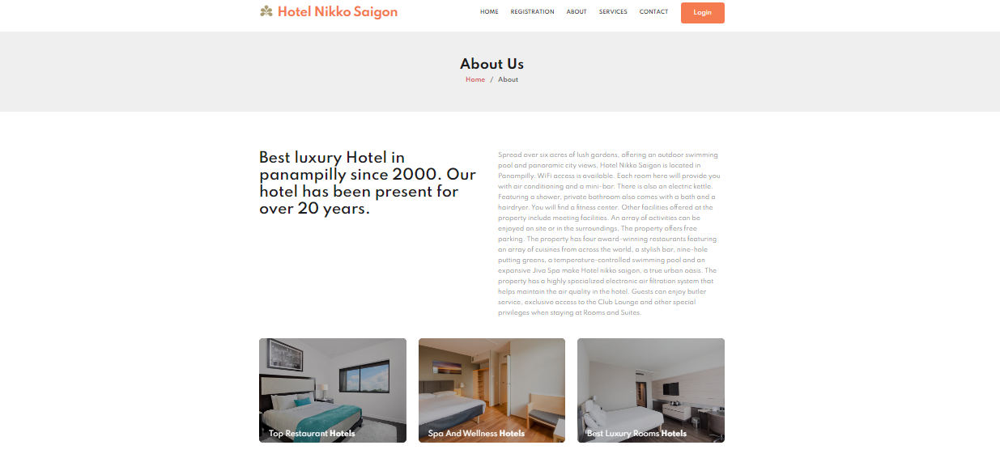 Hotel Nikko Saigon
HOME REGISTRATION ABOUT SERVICES CONTACT Login
About Us
Home / About
Best luxury Hotel in
panampilly since 2000. Our
hotel has been present for
over 20 years.
Spread over six acres of lush gardens, offering an outdoor swimming
pool and panoramic city views, Hotel Nikko Saigon is located in
Panampilly. WiFi access is available. Each room here will provide you
with air conditioning and a mini-bar. There is also an electric kettle.
Featuring a shower, private bathroom also comes with a bath and a
hairdryer. You will find a fitness center. Other facilities offered at the
property include meeting facilities. An array of activities can be
enjoyed on site or in the surroundings. The property offers free
parking. The property has four award-winning restaurants featuring
an array of cuisines from across the world, a stylish bar, nine-hole
putting greens, a temperature-controlled swimming pool and an
expansive Jiva Spa make Hotel nikko saigon, a true urban oasis. The
property has a highly specialized electronic air filtration system that
helps maintain the air quality in the hotel. Guests can enjoy butler
service, exclusive access to the Club Lounge and other special
privileges when staying at Rooms and Suites.
Top Restaurant Hotels
Spa And Wellness Hotels
Best Luxury Rooms Hotels